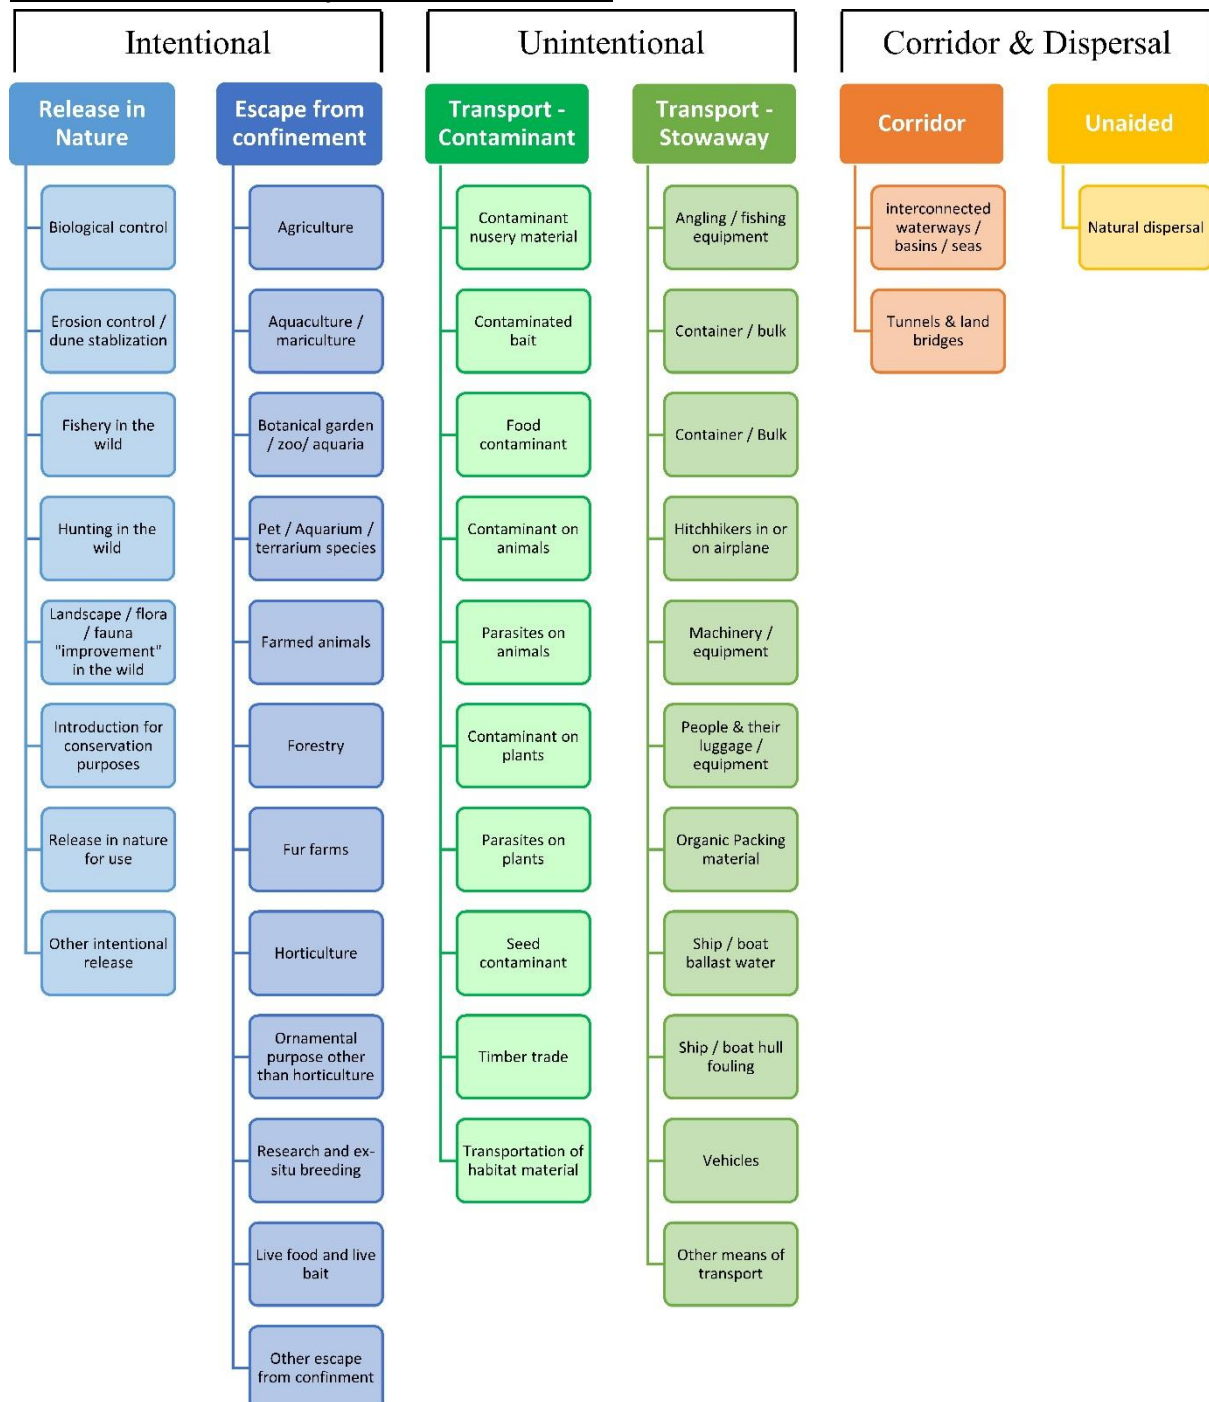 Intentional
Unintentional
Corridor & Dispersal
Release in
Nature
Escape from
confinement
Transport -
Contaminant
Transport -
Stowaway
Corridor
Unaided
Biological control
Erosion control /
dune stablization
Fishery in the
wild
Hunting in the
wild
Landscape / flora
/ fauna
"improvement"
in the wild
Introduction for
conservation
purposes
Release in nature
for use
Other intentional
release
Agriculture
Aquaculture /
mariculture
Botanical garden
/ zoo/ aquaria
Pet / Aquarium /
terrarium species
Farmed animals
Forestry
Fur farms
Horticulture
Ornamental
purpose other
than horticulture
Research and ex-
situ breeding
Live food and live
bait
Other escape
from confinment
Contaminant
nusery material
Contaminated
bait
Food
contaminant
Contaminant on
animals
Parasites on
animals
Contaminant on
plants
Parasites on
plants
Seed
contaminant
Timber trade
Transportation of
habitat material
Angling / fishing
equipment
Container / bulk
Container / Bulk
Hitchhikers in or
on airplane
Machinery /
equipment
People & their
luggage /
equipment
Organic Packing
material
Ship / boat
ballast water
Ship / boat hull
fouling
Vehicles
Other means of
transport
interconnected
waterways /
basins / seas
Tunnels & land
bridges
Natural dispersal